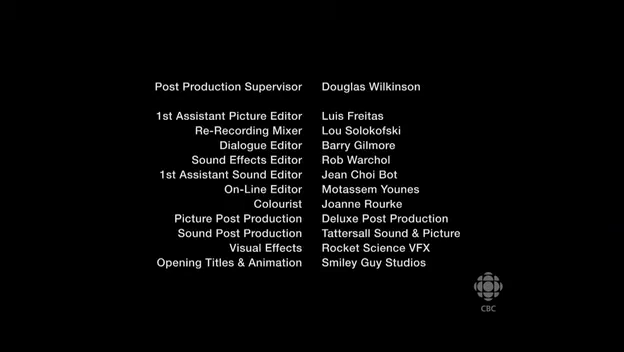 Post Production Supervisor Douglas Wilkinson
1st Assistant Picture Editor Luis Freitas
Re-Recording Mixer Lou Solokofski
Dialogue Editor Barry Gilmore
Sound Effects Editor Rob Warchol
1st Assistant Sound Editor Jean Choi Bot
On-Line Editor Motassem Younes
Colourist Joanne Rourke
Picture Post Production Deluxe Post Production
Sound Post Production Tattersall Sound & Picture
Visual Effects Rocket Science VFX
Opening Titles & Animation Smiley Guy Studios
CBC